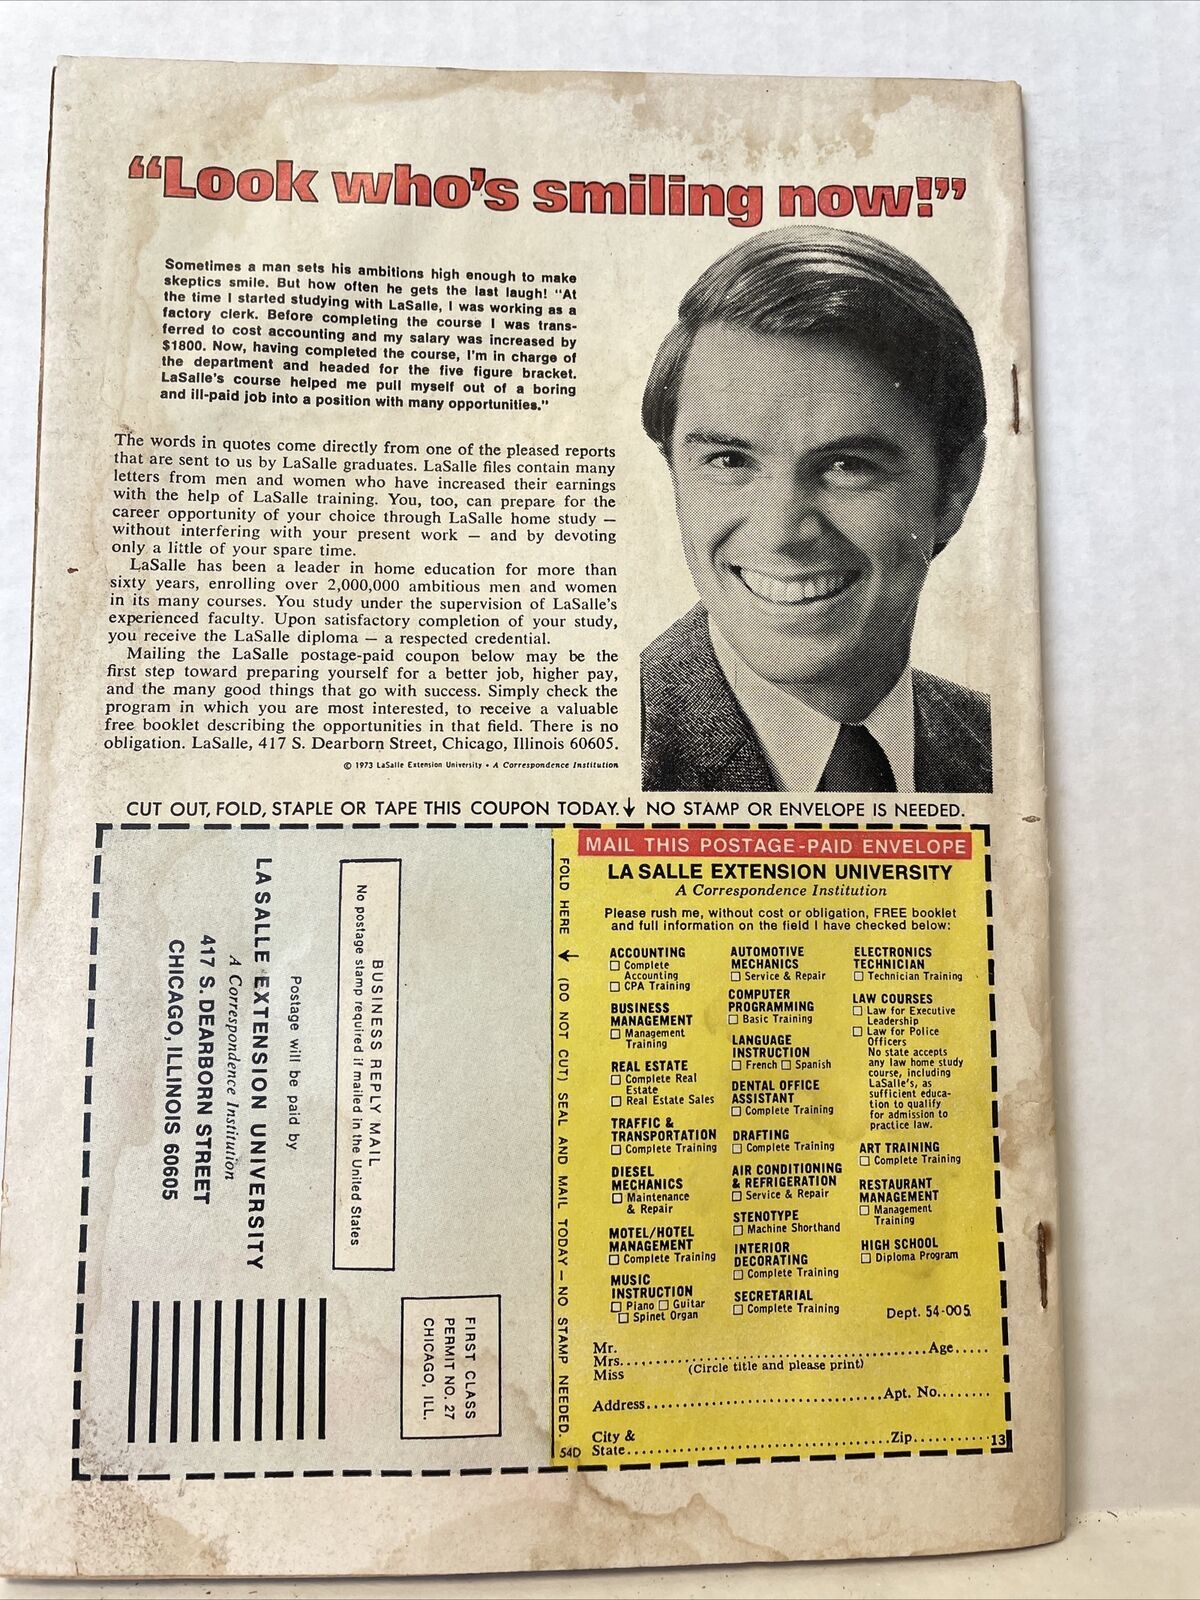 “Look who’s smiling now!”
Sometimes a man sets his ambitions high enough to make
skeptics smile. But how often he gets the last laugh! “At
the time I started studying with LaSalle, I was working as a
factory clerk. Before completing the course I was trans-
ferred to cost accounting and my salary was increased by
$1800. Now, having completed the course, I’m in charge of
the department and headed for the five figure bracket.
LaSalle’s course helped me pull myself out of a boring
and ill-paid job into a position with many opportunities.”
The words in quotes come directly from one of the pleased reports
that are sent to us by LaSalle graduates. LaSalle files contain many
letters from men and women who have increased their earnings
with the help of LaSalle training. You, too, can prepare for the
career opportunity of your choice through LaSalle home study —
without interfering with your present work — and by devoting
only a little of your spare time.
LaSalle has been a leader in home education for more than
sixty years, enrolling over 2,000,000 ambitious men and women
in its many courses. You study under the supervision of LaSalle’s
experienced faculty. Upon satisfactory completion of your study,
you receive the LaSalle diploma — a respected credential.
Mailing the LaSalle postage-paid coupon below may be the
first step toward preparing yourself for a better job, higher pay,
and the many good things that go with success. Simply check the
program in which you are most interested, to receive a valuable
free booklet describing the opportunities in that field. There is no
obligation. LaSalle, 417 S. Dearborn Street, Chicago, Illinois 60605.
© 1973 LaSalle Extension University • A Correspondence Institution
CUT OUT, FOLD, STAPLE OR TAPE THIS COUPON TODAY.↓ NO STAMP OR ENVELOPE IS NEEDED.
FIRST CLASS
PERMIT NO. 27
CHICAGO, ILL.
BUSINESS REPLY MAIL
No postage stamp required if mailed in the United States
Postage will be paid by
LA SALLE EXTENSION UNIVERSITY
A Correspondence Institution
417 S. DEARBORN STREET
CHICAGO, ILLINOIS 60605
FOLD HERE ↓ (DO NOT CUT) SEAL AND MAIL TODAY — NO STAMP NEEDED.
54D
MAIL THIS POSTAGE-PAID ENVELOPE
LA SALLE EXTENSION UNIVERSITY
A Correspondence Institution
Please rush me, without cost or obligation, FREE booklet
and full information on the field I have checked below:
ACCOUNTING
☐ Complete
Accounting
☐ CPA Training
BUSINESS
MANAGEMENT
☐ Management
Training
REAL ESTATE
☐ Complete Real
Estate
☐ Real Estate Sales
TRAFFIC &
TRANSPORTATION
☐ Complete Training
DIESEL
MECHANICS
☐ Maintenance
& Repair
MOTEL/HOTEL
MANAGEMENT
☐ Complete Training
MUSIC
INSTRUCTION
☐ Piano ☐ Guitar
☐ Spinet Organ
AUTOMOTIVE
MECHANICS
☐ Service & Repair
COMPUTER
PROGRAMMING
☐ Basic Training
LANGUAGE
INSTRUCTION
☐ French ☐ Spanish
DENTAL OFFICE
ASSISTANT
☐ Complete Training
DRAFTING
☐ Complete Training
AIR CONDITIONING
& REFRIGERATION
☐ Service & Repair
STENOTYPE
☐ Machine Shorthand
INTERIOR
DECORATING
☐ Complete Training
SECRETARIAL
☐ Complete Training
ELECTRONICS
TECHNICIAN
☐ Technician Training
LAW COURSES
☐ Law for Executive
Leadership
☐ Law for Police
Officers
No state accepts
any law home study
course, including
LaSalle’s, as
sufficient educa-
tion to qualify
for admission to
practice law.
ART TRAINING
☐ Complete Training
RESTAURANT
MANAGEMENT
☐ Management
Training
HIGH SCHOOL
☐ Diploma Program
Dept. 54-005
Mr.
Mrs. Age
Miss (Circle title and please print)
Address Apt. No.
City &
State Zip 13